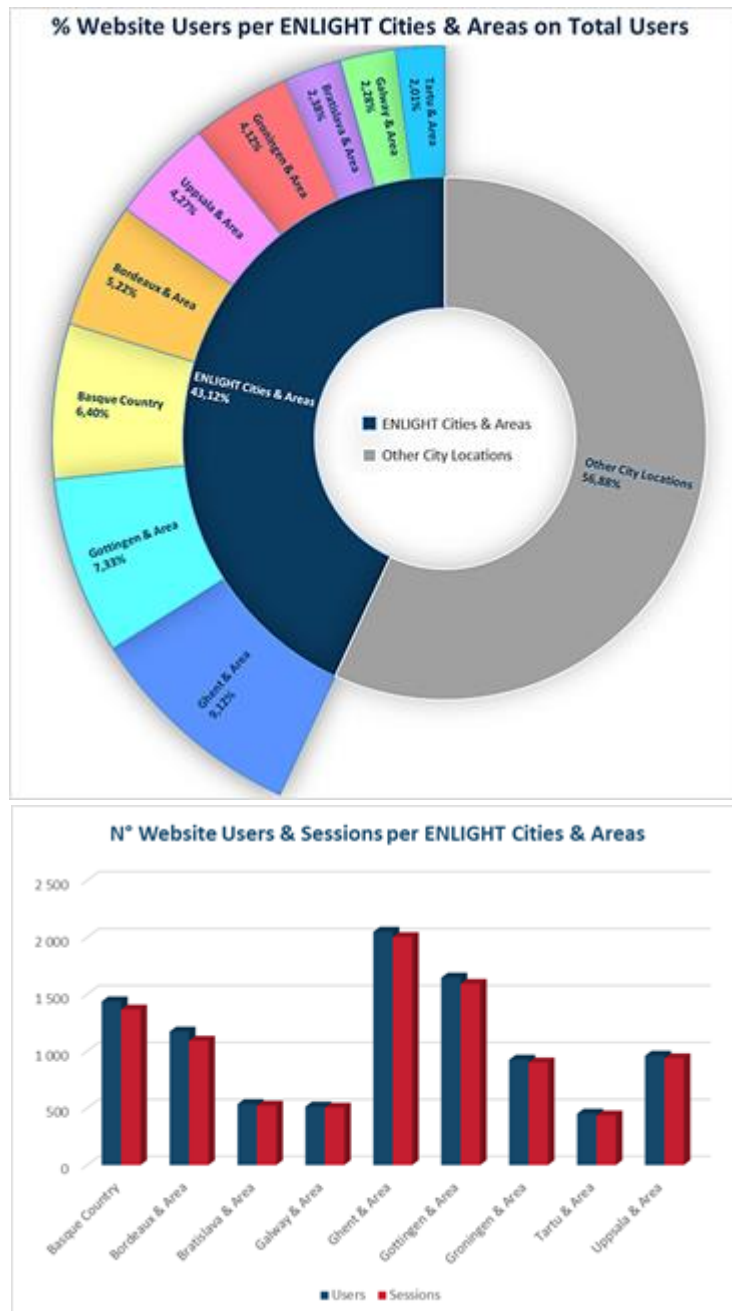 % Website Users per ENLIGHT Cities & Areas on Total Users
Tartu & Area
2,01%
Galway & Area
2,28%
Bratislava & Area
2,38%
Groningen & Area
4,12%
Uppsala & Area
4,27%
Bordeaux & Area
5,22%
Basque Country
6,40%
Gottingen & Area
7,33%
Ghent & Area
9,12%
ENLIGHT Cities & Areas
43,12%
ENLIGHT Cities & Areas
Other City Locations
Other City Locations
56,88%
N° Website Users & Sessions per ENLIGHT Cities & Areas
2 500
2 000
1 500
1 000
500
0
Basque Country
Bordeaux & Area
Bratislava & Area
Galway & Area
Ghent & Area
Gottingen & Area
Groningen & Area
Tartu & Area
Uppsala & Area
Users
Sessions